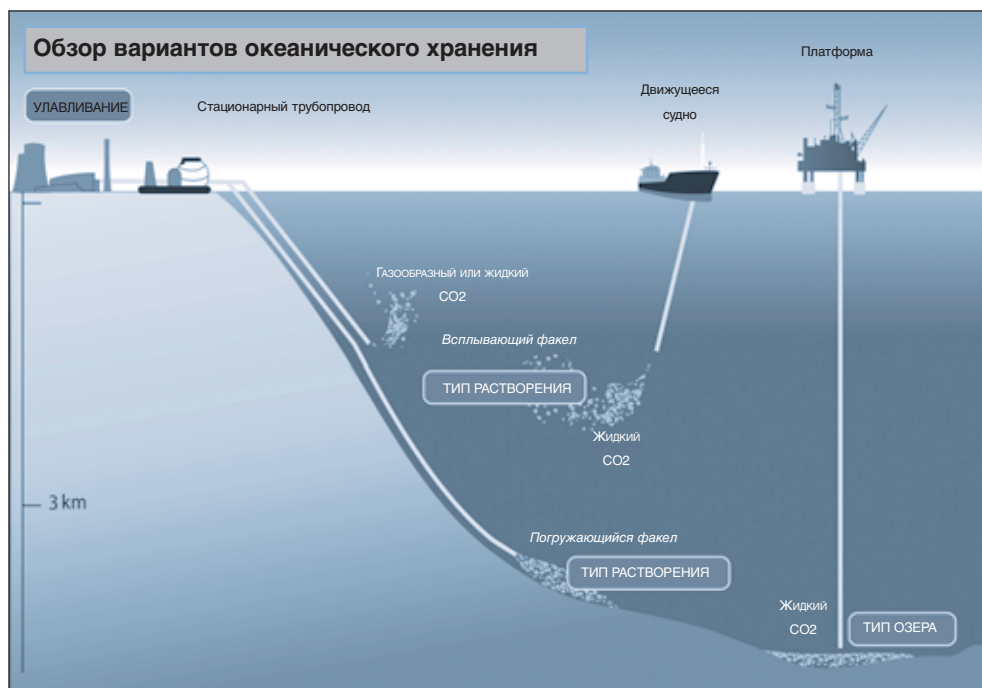 Обзор вариантов океанического хранения
Платформа
УЛАВЛИВАНИЕ
Стационарный трубопровод
Движущееся
судно
Газообразный или жидкий
CO2
Всплывающий факел
ТИП РАСТВОРЕНИЯ
Жидкий
CO2
3 km
Погружающийся факел
ТИП РАСТВОРЕНИЯ
Жидкий
CO2
ТИП ОЗЕРА